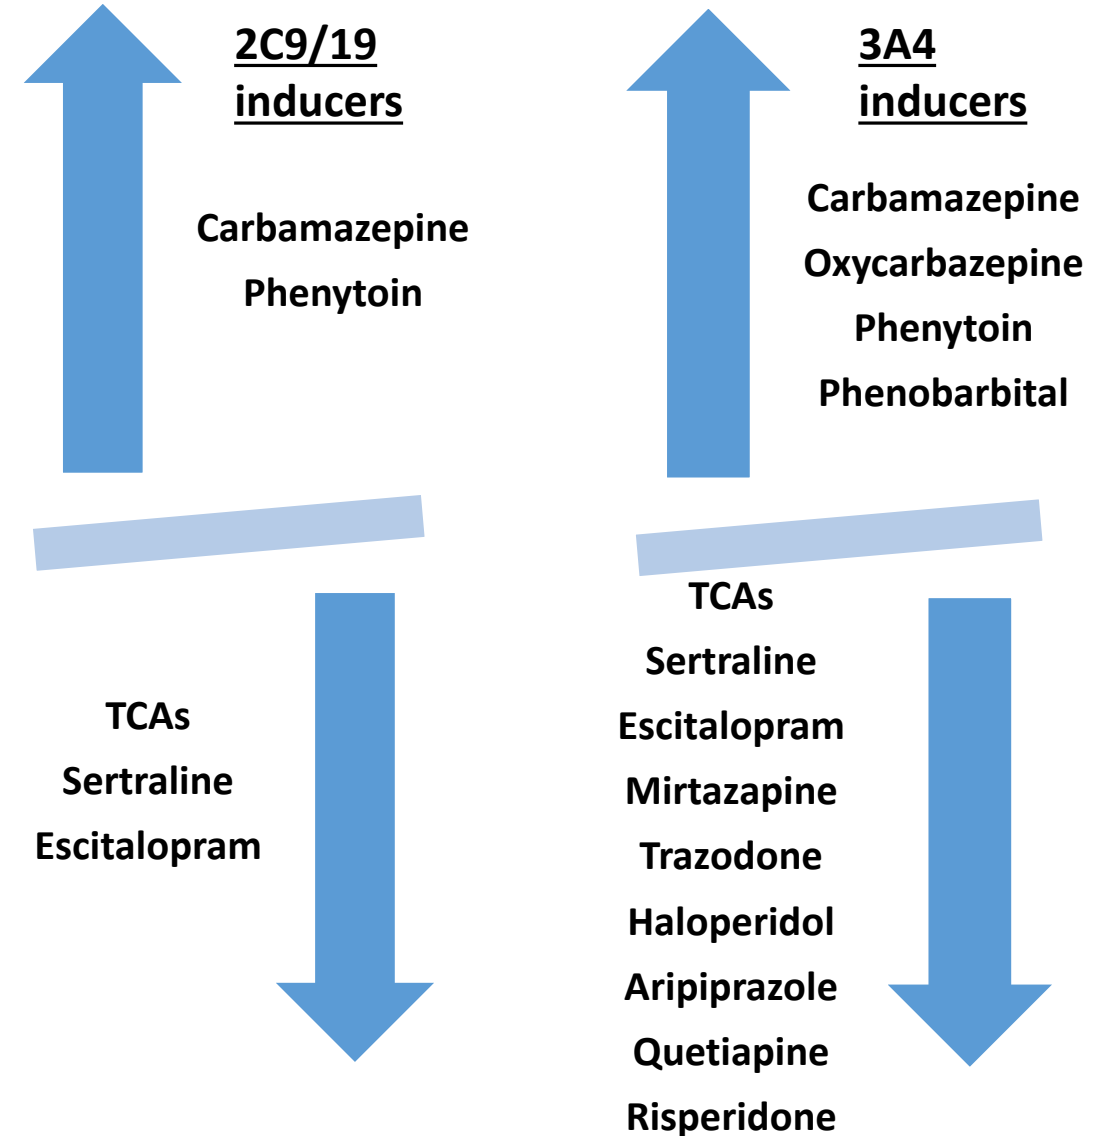 2C9/19
inducers
Carbamazepine
Phenytoin
TCAs
Sertraline
Escitalopram
3A4
inducers
Carbamazepine
Oxycarbazepine
Phenytoin
Phenobarbital
TCAs
Sertraline
Escitalopram
Mirtazapine
Trazodone
Haloperidol
Aripiprazole
Quetiapine
Risperidone